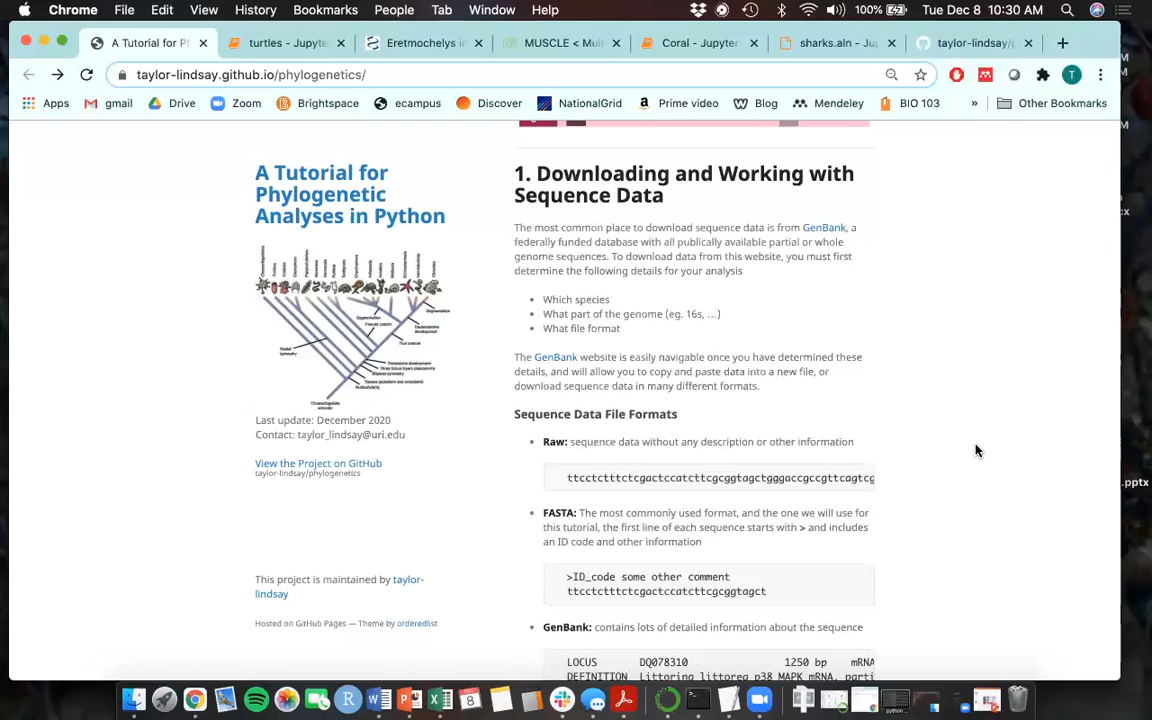 Chrome File Edit View History Bookmarks People Tab Window Help 100% Tue Dec 8 10:30 AM
A Tutorial for Pl turtles - Jupyte Eretmochelys i MUSCLE < Mul Coral - Jupyter sharks.aln - Ju taylor-lindsay/p
taylor-lindsay.github.io/phylogenetics/
Apps gmail Drive Zoom Brightspace ecampus Discover NationalGrid Prime video Blog Mendeley BIO 103 » Other Bookmarks
A Tutorial for
Phylogenetic
Analyses in Python
Last update: December 2020
Contact: taylor_lindsay@uri.edu
View the Project on GitHub
taylor-lindsay/phylogenetics
This project is maintained by taylor-
lindsay
Hosted on GitHub Pages — Theme by orderedlist
1. Downloading and Working with
Sequence Data
The most common place to download sequence data is from GenBank, a
federally funded database with all publically available partial or whole
genome sequences. To download data from this website, you must first
determine the following details for your analysis
• Which species
• What part of the genome (eg. 16s, ...)
• What file format
The GenBank website is easily navigable once you have determined these
details, and will allow you to copy and paste data into a new file, or
download sequence data in many different formats.
Sequence Data File Formats
• Raw: sequence data without any description or other information
ttcctctttctcgactccatcttcgcggtagctgggaccgccgttcagtcg
• FASTA: The most commonly used format, and the one we will use for
this tutorial, the first line of each sequence starts with > and includes
an ID code and other information
>ID_code some other comment
ttcctctttctcgactccatcttcgcggtagct
• GenBank: contains lots of detailed information about the sequence
LOCUS DQ078310 1250 bp mRNA
DEFINITION Littoring littorea p38 MAPK mRNA, parti
.pptx